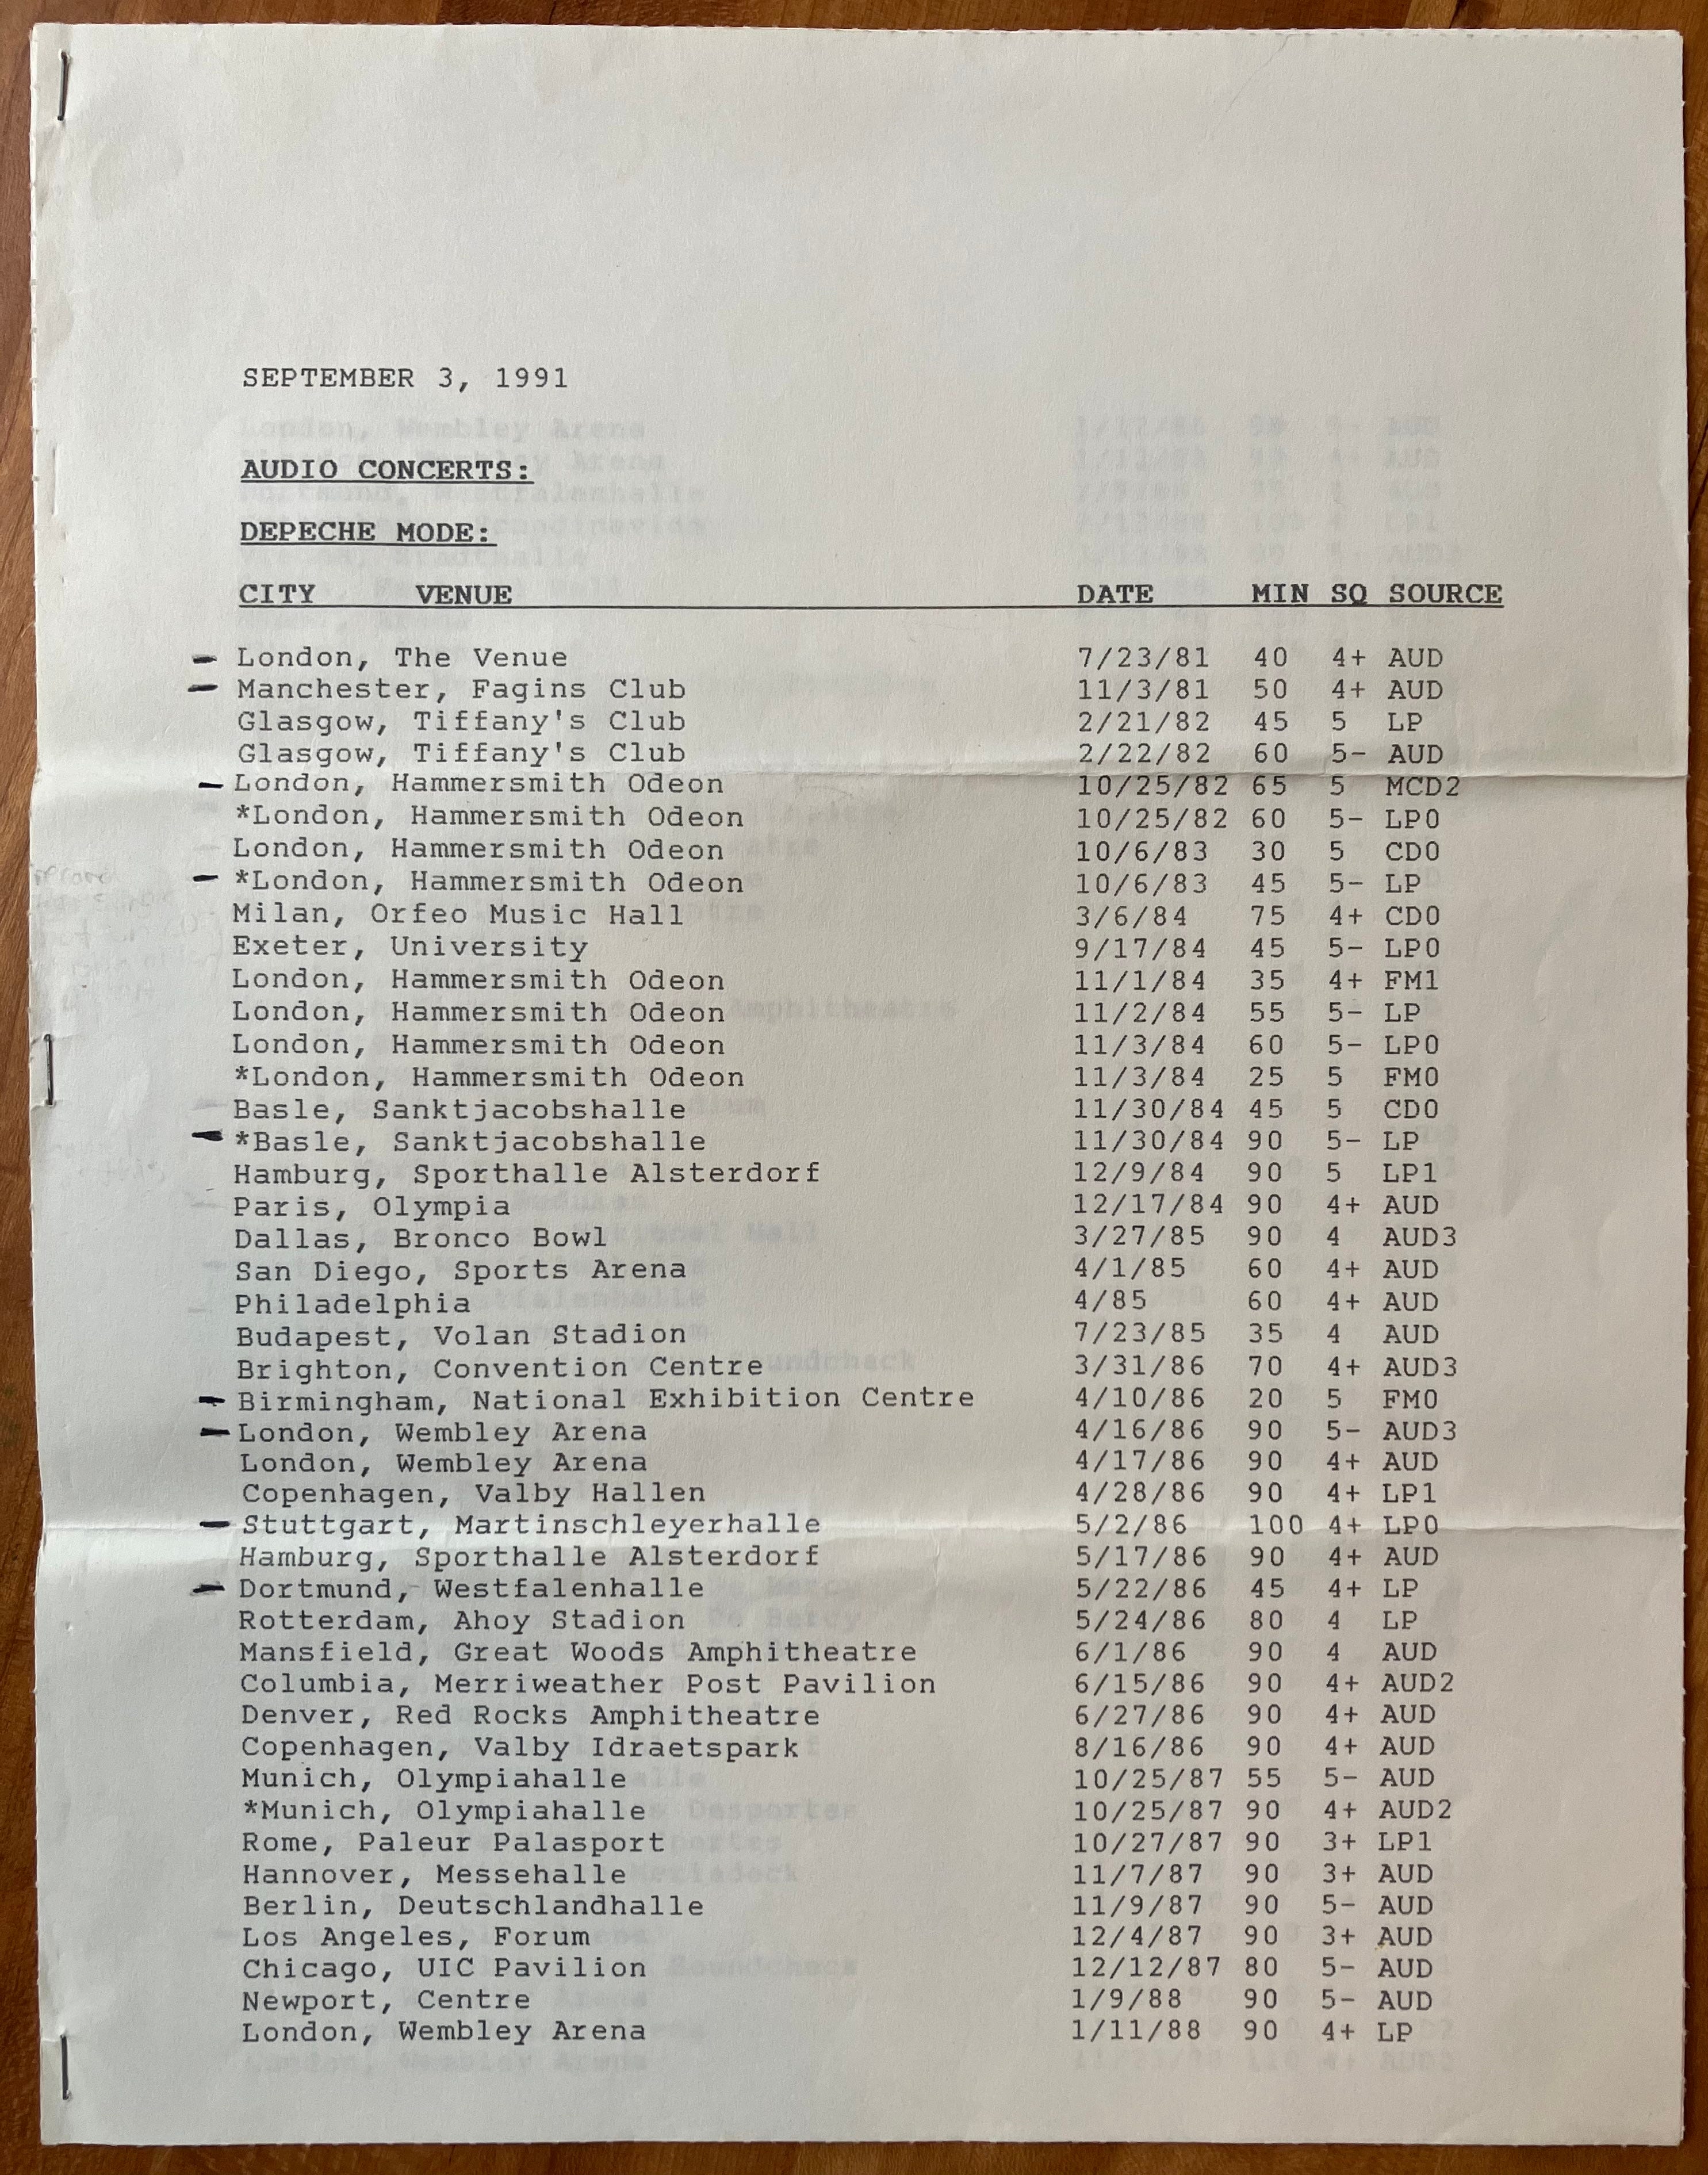 SEPTEMBER 3, 1991
AUDIO CONCERTS:
DEPECHE MODE:
CITY VENUE DATE MIN SQ SOURCE
– London, The Venue 7/23/81 40 4+ AUD
– Manchester, Fagins Club 11/3/81 50 4+ AUD
Glasgow, Tiffany's Club 2/21/82 45 5 LP
Glasgow, Tiffany's Club 2/22/82 60 5- AUD
– London, Hammersmith Odeon 10/25/82 65 5 MCD2
*London, Hammersmith Odeon 10/25/82 60 5- LP0
London, Hammersmith Odeon 10/6/83 30 5 CD0
– *London, Hammersmith Odeon 10/6/83 45 5- LP
Milan, Orfeo Music Hall 3/6/84 75 4+ CD0
Exeter, University 9/17/84 45 5- LP0
London, Hammersmith Odeon 11/1/84 35 4+ FM1
London, Hammersmith Odeon 11/2/84 55 5- LP
London, Hammersmith Odeon 11/3/84 60 5- LP0
*London, Hammersmith Odeon 11/3/84 25 5 FM0
Basle, Sanktjacobshalle 11/30/84 45 5 CD0
– *Basle, Sanktjacobshalle 11/30/84 90 5- LP
Hamburg, Sporthalle Alsterdorf 12/9/84 90 5 LP1
Paris, Olympia 12/17/84 90 4+ AUD
Dallas, Bronco Bowl 3/27/85 90 4 AUD3
San Diego, Sports Arena 4/1/85 60 4+ AUD
Philadelphia 4/85 60 4+ AUD
Budapest, Volan Stadion 7/23/85 35 4 AUD
Brighton, Convention Centre 3/31/86 70 4+ AUD3
– Birmingham, National Exhibition Centre 4/10/86 20 5 FM0
– London, Wembley Arena 4/16/86 90 5- AUD3
London, Wembley Arena 4/17/86 90 4+ AUD
Copenhagen, Valby Hallen 4/28/86 90 4+ LP1
– Stuttgart, Martinschleyerhalle 5/2/86 100 4+ LP0
Hamburg, Sporthalle Alsterdorf 5/17/86 90 4+ AUD
– Dortmund, Westfalenhalle 5/22/86 45 4+ LP
Rotterdam, Ahoy Stadion 5/24/86 80 4 LP
Mansfield, Great Woods Amphitheatre 6/1/86 90 4 AUD
Columbia, Merriweather Post Pavilion 6/15/86 90 4+ AUD2
Denver, Red Rocks Amphitheatre 6/27/86 90 4+ AUD
Copenhagen, Valby Idraetspark 8/16/86 90 4+ AUD
Munich, Olympiahalle 10/25/87 55 5- AUD
*Munich, Olympiahalle 10/25/87 90 4+ AUD2
Rome, Paleur Palasport 10/27/87 90 3+ LP1
Hannover, Messehalle 11/7/87 90 3+ AUD
Berlin, Deutschlandhalle 11/9/87 90 5- AUD
Los Angeles, Forum 12/4/87 90 3+ AUD
Chicago, UIC Pavilion 12/12/87 80 5- AUD
Newport, Centre 1/9/88 90 5- AUD
London, Wembley Arena 1/11/88 90 4+ LP